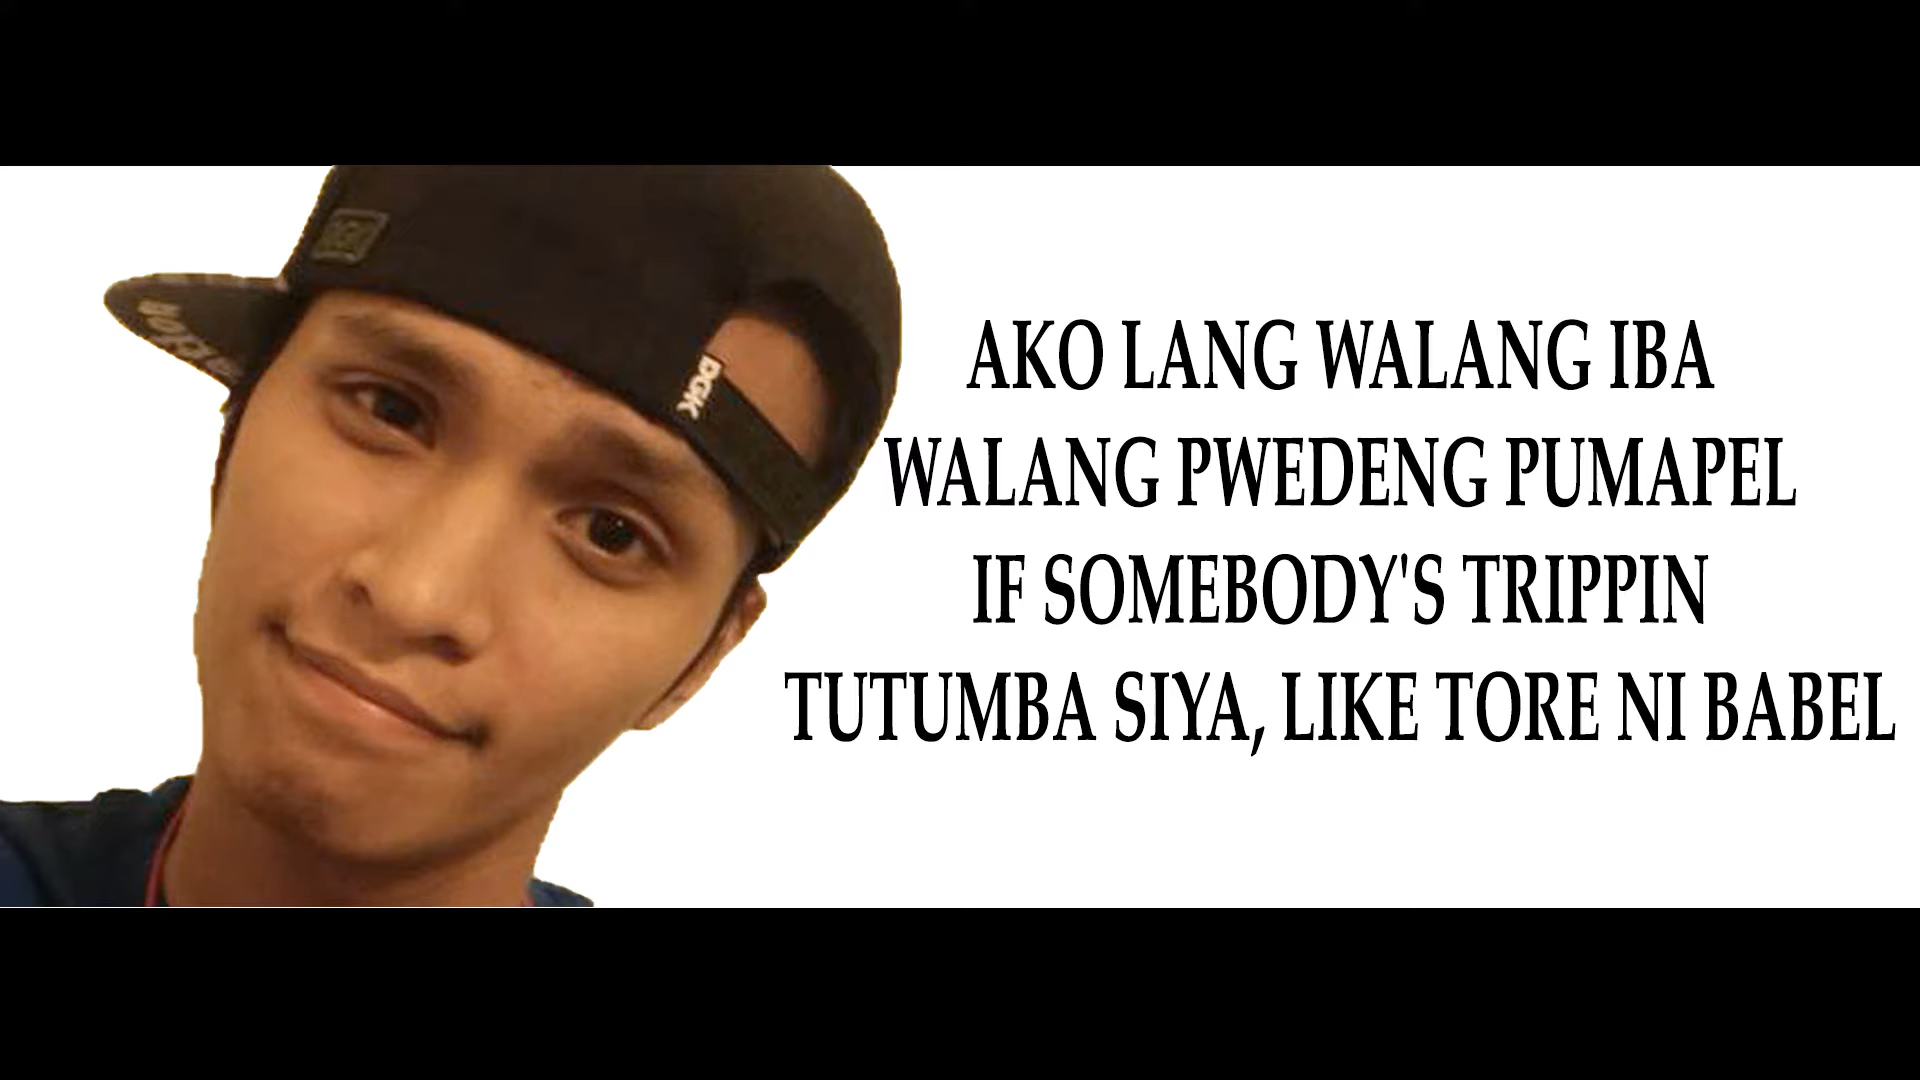 DGK
AKO LANG WALANG IBA
WALANG PWEDENG PUMAPEL
IF SOMEBODY'S TRIPPIN
TUTUMBA SIYA, LIKE TORE NI BABEL